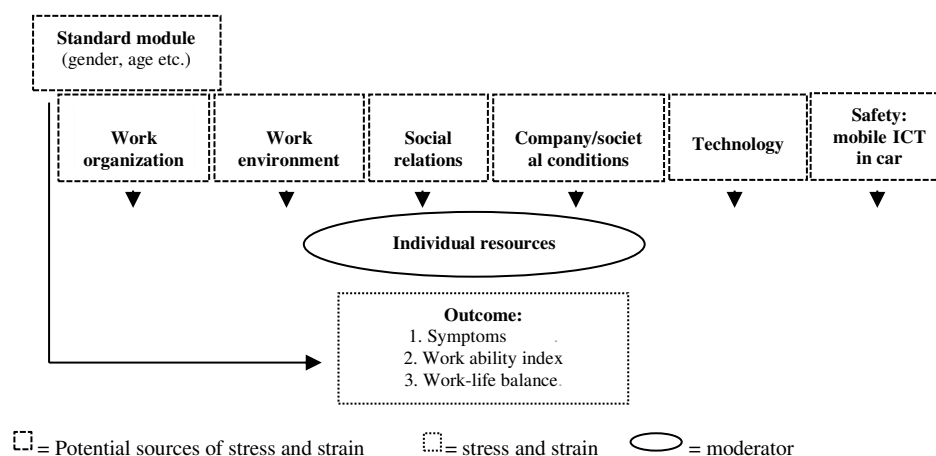 Standard module
(gender, age etc.)
Work
organization
Work
environment
Social
relations
Company/societ
al conditions
Technology
Safety:
mobile ICT
in car
Individual resources
Outcome:
1. Symptoms
2. Work ability index
3. Work-life balance
= Potential sources of stress and strain
= stress and strain
= moderator